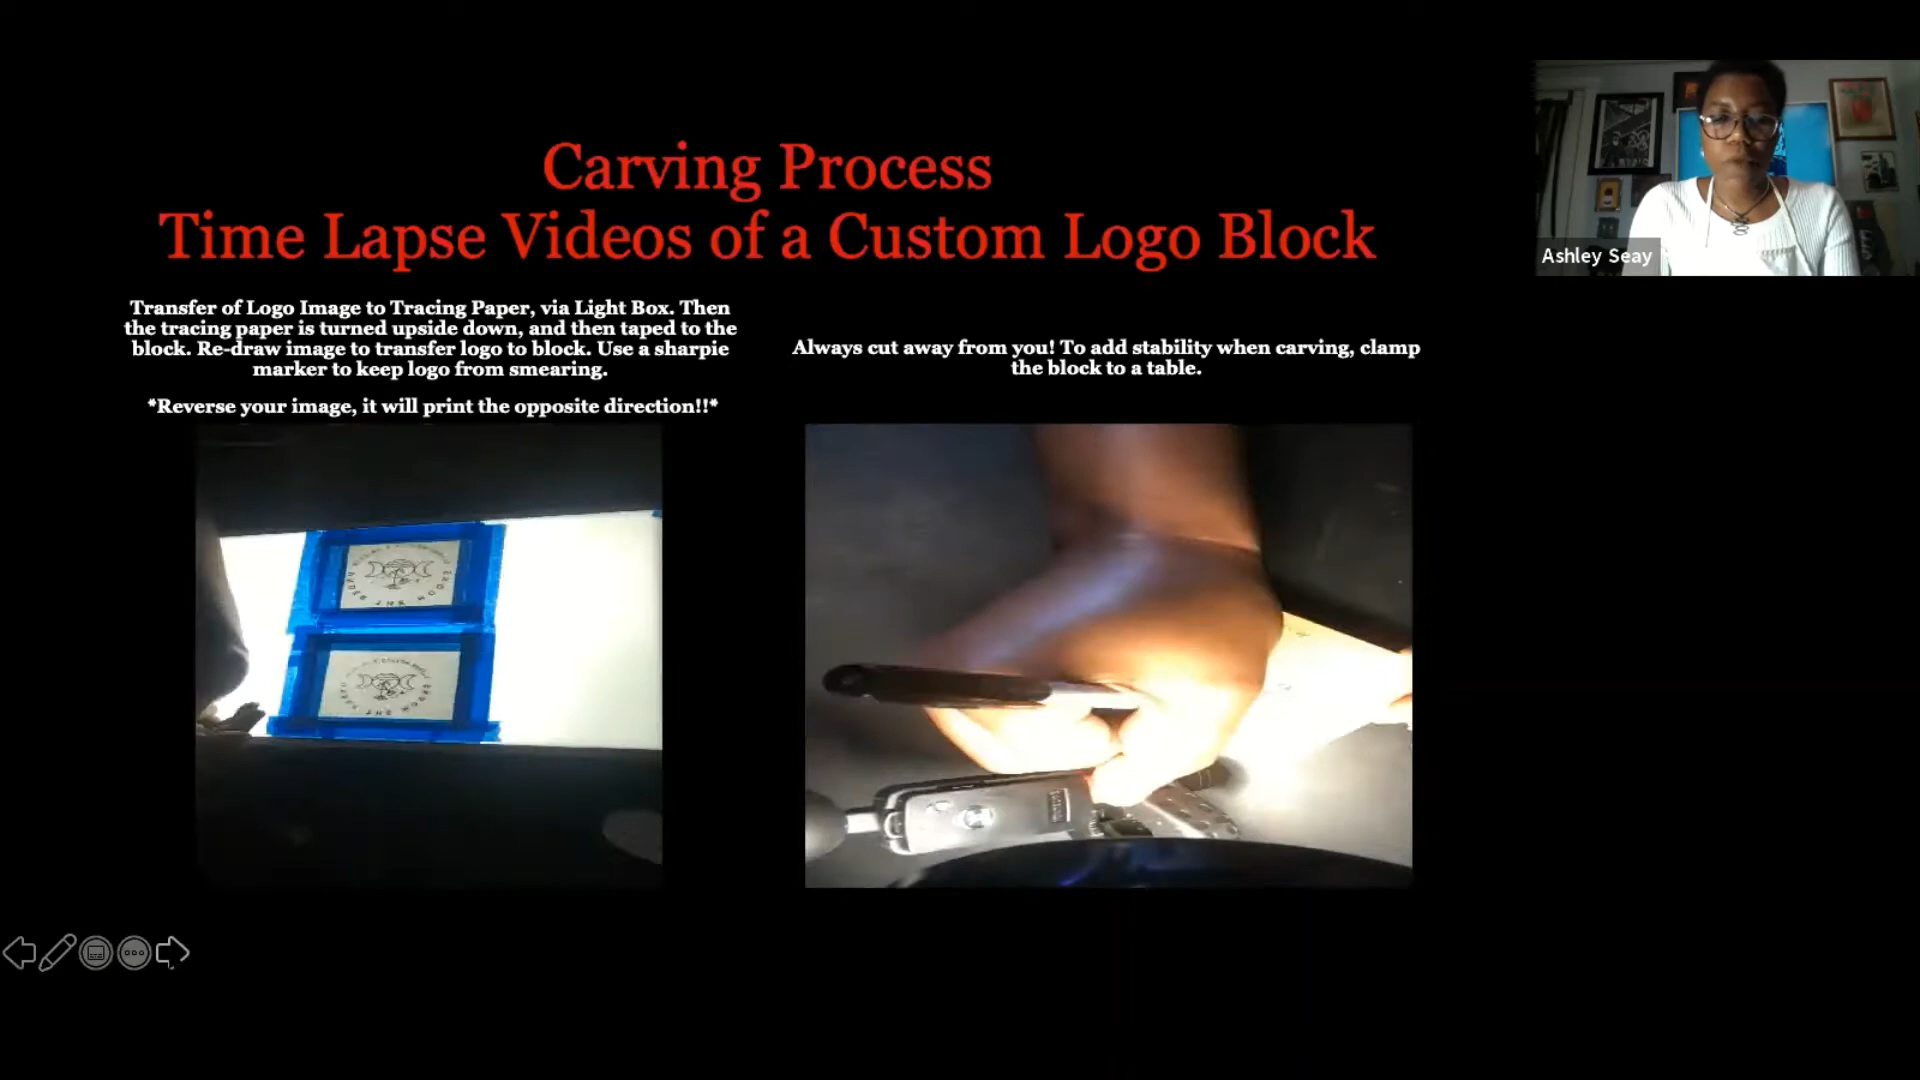 Carving Process
Time Lapse Videos of a Custom Logo Block
Ashley Seay
Transfer of Logo Image to Tracing Paper, via Light Box. Then
the tracing paper is turned upside down, and then taped to the
block. Re-draw image to transfer logo to block. Use a sharpie
marker to keep logo from smearing.
*Reverse your image, it will print the opposite direction!!*
Always cut away from you! To add stability when carving, clamp
the block to a table.